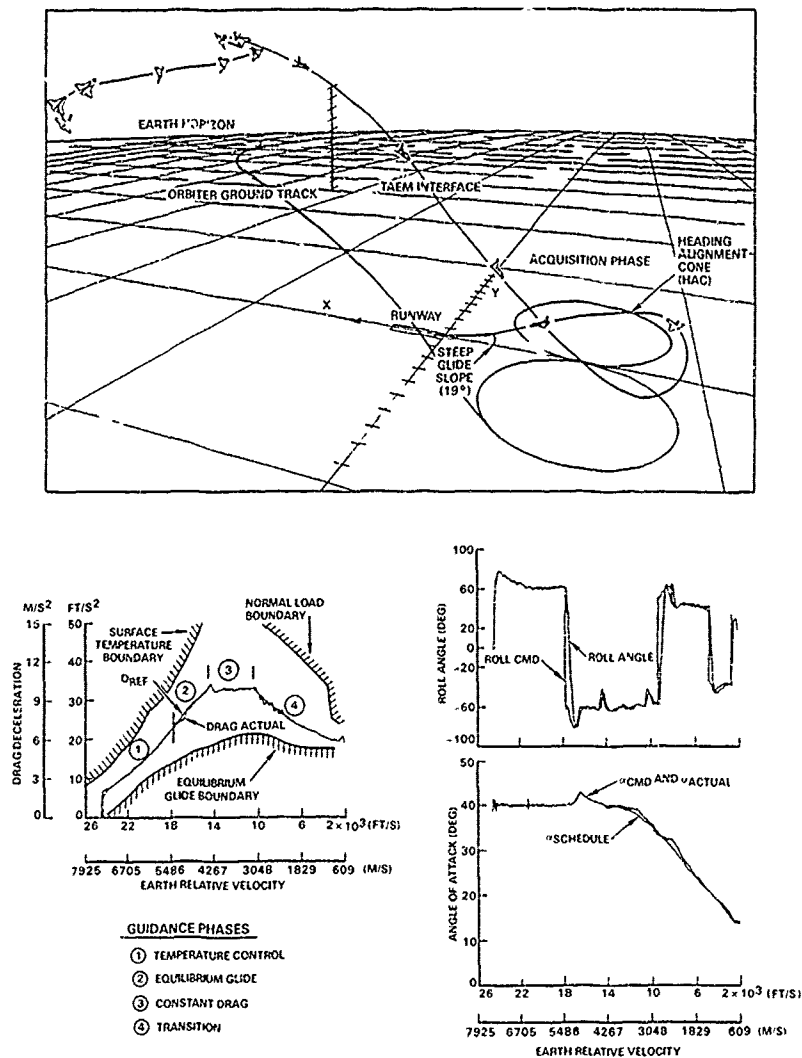 EARTH HORIZON
ORBITER GROUND TRACK
TAEM INTERFACE
ACQUISITION PHASE
HEADING
ALIGNMENT
CONE
(HAC)
X
Y
RUNWAY
STEEP
GLIDE
SLOPE
(19°)
M/S² FT/S²
15 50
12 40
9 30
6 20
3 10
0 0
DRAG DECELERATION
SURFACE
TEMPERATURE
BOUNDARY
NORMAL LOAD
BOUNDARY
DREF
DRAG ACTUAL
EQUILIBRIUM
GLIDE BOUNDARY
1
2
3
4
26 22 18 14 10 6 2 × 10³ (FT/S)
7925 6705 5486 4267 3048 1829 609 (M/S)
EARTH RELATIVE VELOCITY
GUIDANCE PHASES
1 TEMPERATURE CONTROL
2 EQUILIBRIUM GLIDE
3 CONSTANT DRAG
4 TRANSITION
100
60
20
0
-20
-60
-100
ROLL ANGLE (DEG)
ROLL CMD
ROLL ANGLE
50
40
30
20
10
0
ANGLE OF ATTACK (DEG)
αCMD AND αACTUAL
αSCHEDULE
26 22 18 14 10 6 2 × 10³ (FT/S)
7925 6705 5486 4267 3048 1829 609 (M/S)
EARTH RELATIVE VELOCITY